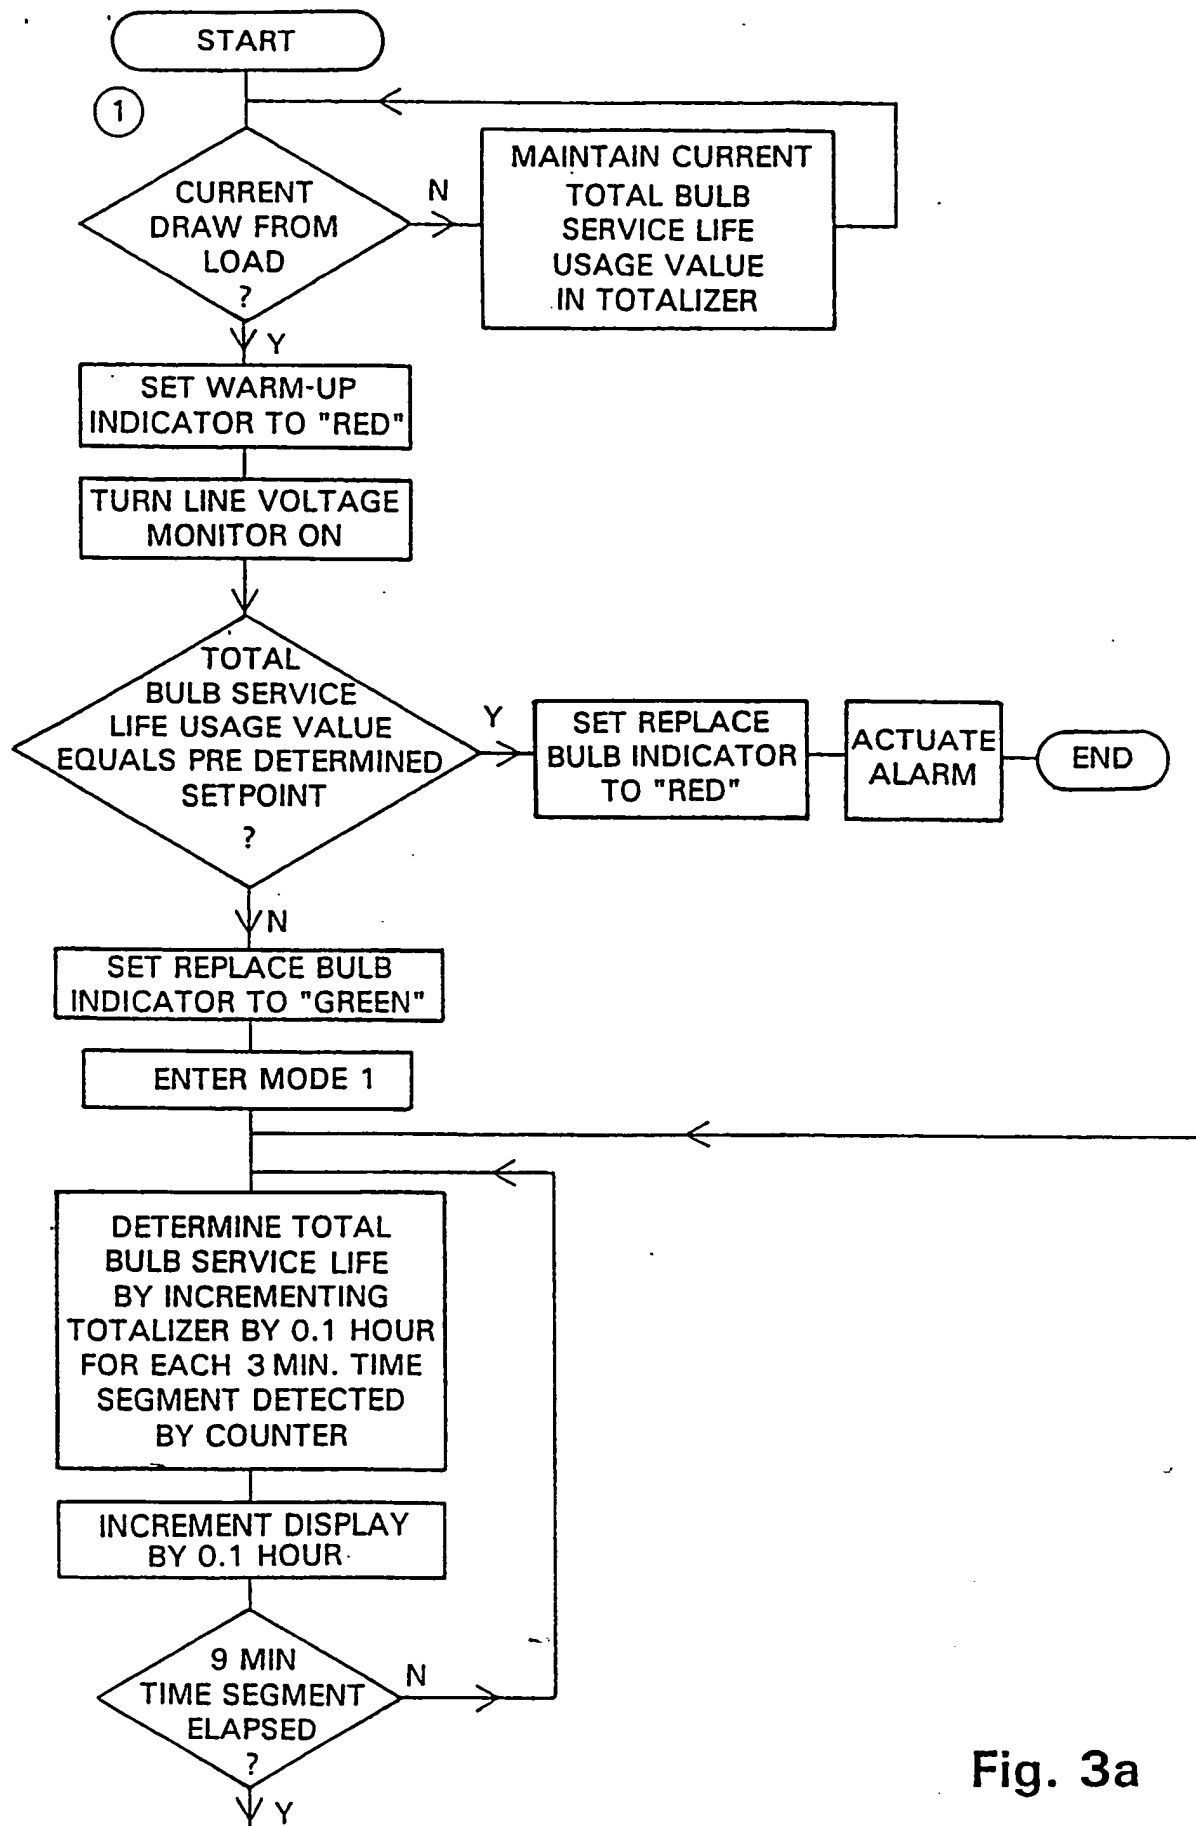 START
1
CURRENT
DRAW FROM
LOAD
?
N
MAINTAIN CURRENT
TOTAL BULB
SERVICE LIFE
USAGE VALUE
IN TOTALIZER
Y
SET WARM-UP
INDICATOR TO "RED"
TURN LINE VOLTAGE
MONITOR ON
TOTAL
BULB SERVICE
LIFE USAGE VALUE
EQUALS PRE DETERMINED
SETPOINT
?
Y
SET REPLACE
BULB INDICATOR
TO "RED"
ACTUATE
ALARM
END
N
SET REPLACE BULB
INDICATOR TO "GREEN"
ENTER MODE 1
DETERMINE TOTAL
BULB SERVICE LIFE
BY INCREMENTING
TOTALIZER BY 0.1 HOUR
FOR EACH 3 MIN. TIME
SEGMENT DETECTED
BY COUNTER
INCREMENT DISPLAY
BY 0.1 HOUR
9 MIN
TIME SEGMENT
ELAPSED
?
N
Y
Fig. 3a